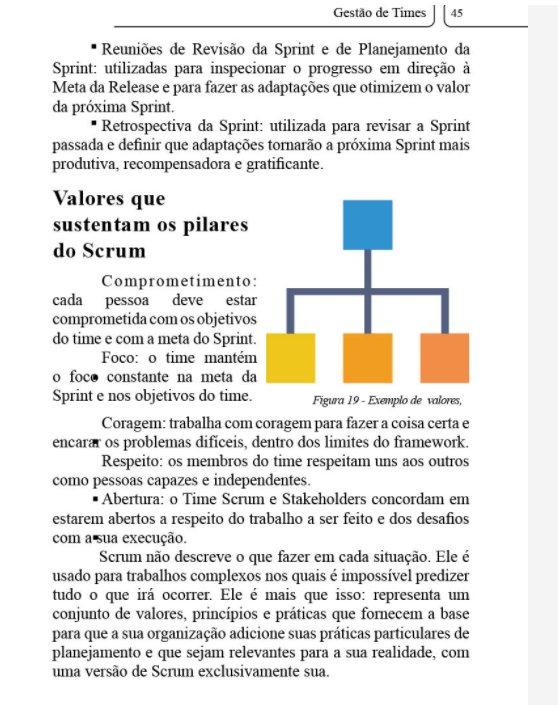 Gestão de Times 45
▪ Reuniões de Revisão da Sprint e de Planejamento da
Sprint: utilizadas para inspecionar o progresso em direção à
Meta da Release e para fazer as adaptações que otimizem o valor
da próxima Sprint.
▪ Retrospectiva da Sprint: utilizada para revisar a Sprint
passada e definir que adaptações tornarão a próxima Sprint mais
produtiva, recompensadora e gratificante.
Valores que
sustentam os pilares
do Scrum
Comprometimento:
cada pessoa deve estar
comprometida com os objetivos
do time e com a meta do Sprint.
Foco: o time mantém
o foco constante na meta da
Sprint e nos objetivos do time.
Figura 19 - Exemplo de valores,
Coragem: trabalha com coragem para fazer a coisa certa e
encarar os problemas difíceis, dentro dos limites do framework.
Respeito: os membros do time respeitam uns aos outros
como pessoas capazes e independentes.
▪ Abertura: o Time Scrum e Stakeholders concordam em
estarem abertos a respeito do trabalho a ser feito e dos desafios
com a sua execução.
Scrum não descreve o que fazer em cada situação. Ele é
usado para trabalhos complexos nos quais é impossível predizer
tudo o que irá ocorrer. Ele é mais que isso: representa um
conjunto de valores, princípios e práticas que fornecem a base
para que a sua organização adicione suas práticas particulares de
planejamento e que sejam relevantes para a sua realidade, com
uma versão de Scrum exclusivamente sua.